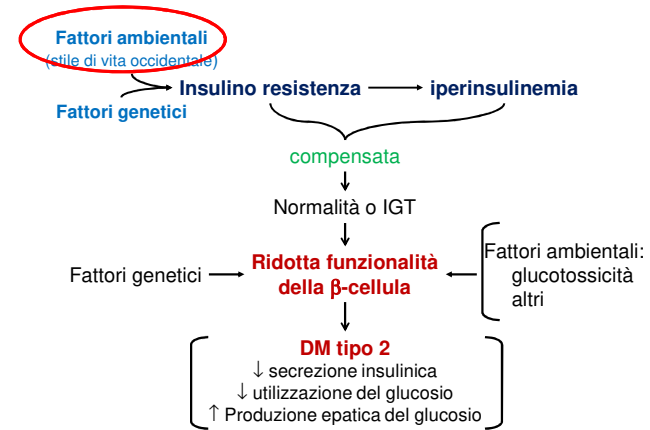 Fattori ambientali
(stile di vita occidentale)
Insulino resistenza
iperinsulinemia
Fattori genetici
compensata
Normalità o IGT
Fattori genetici
Ridotta funzionalità
della β-cellula
Fattori ambientali:
glucotossicità
altri
DM tipo 2
↓ secrezione insulinica
↓ utilizzazione del glucosio
↑ Produzione epatica del glucosio